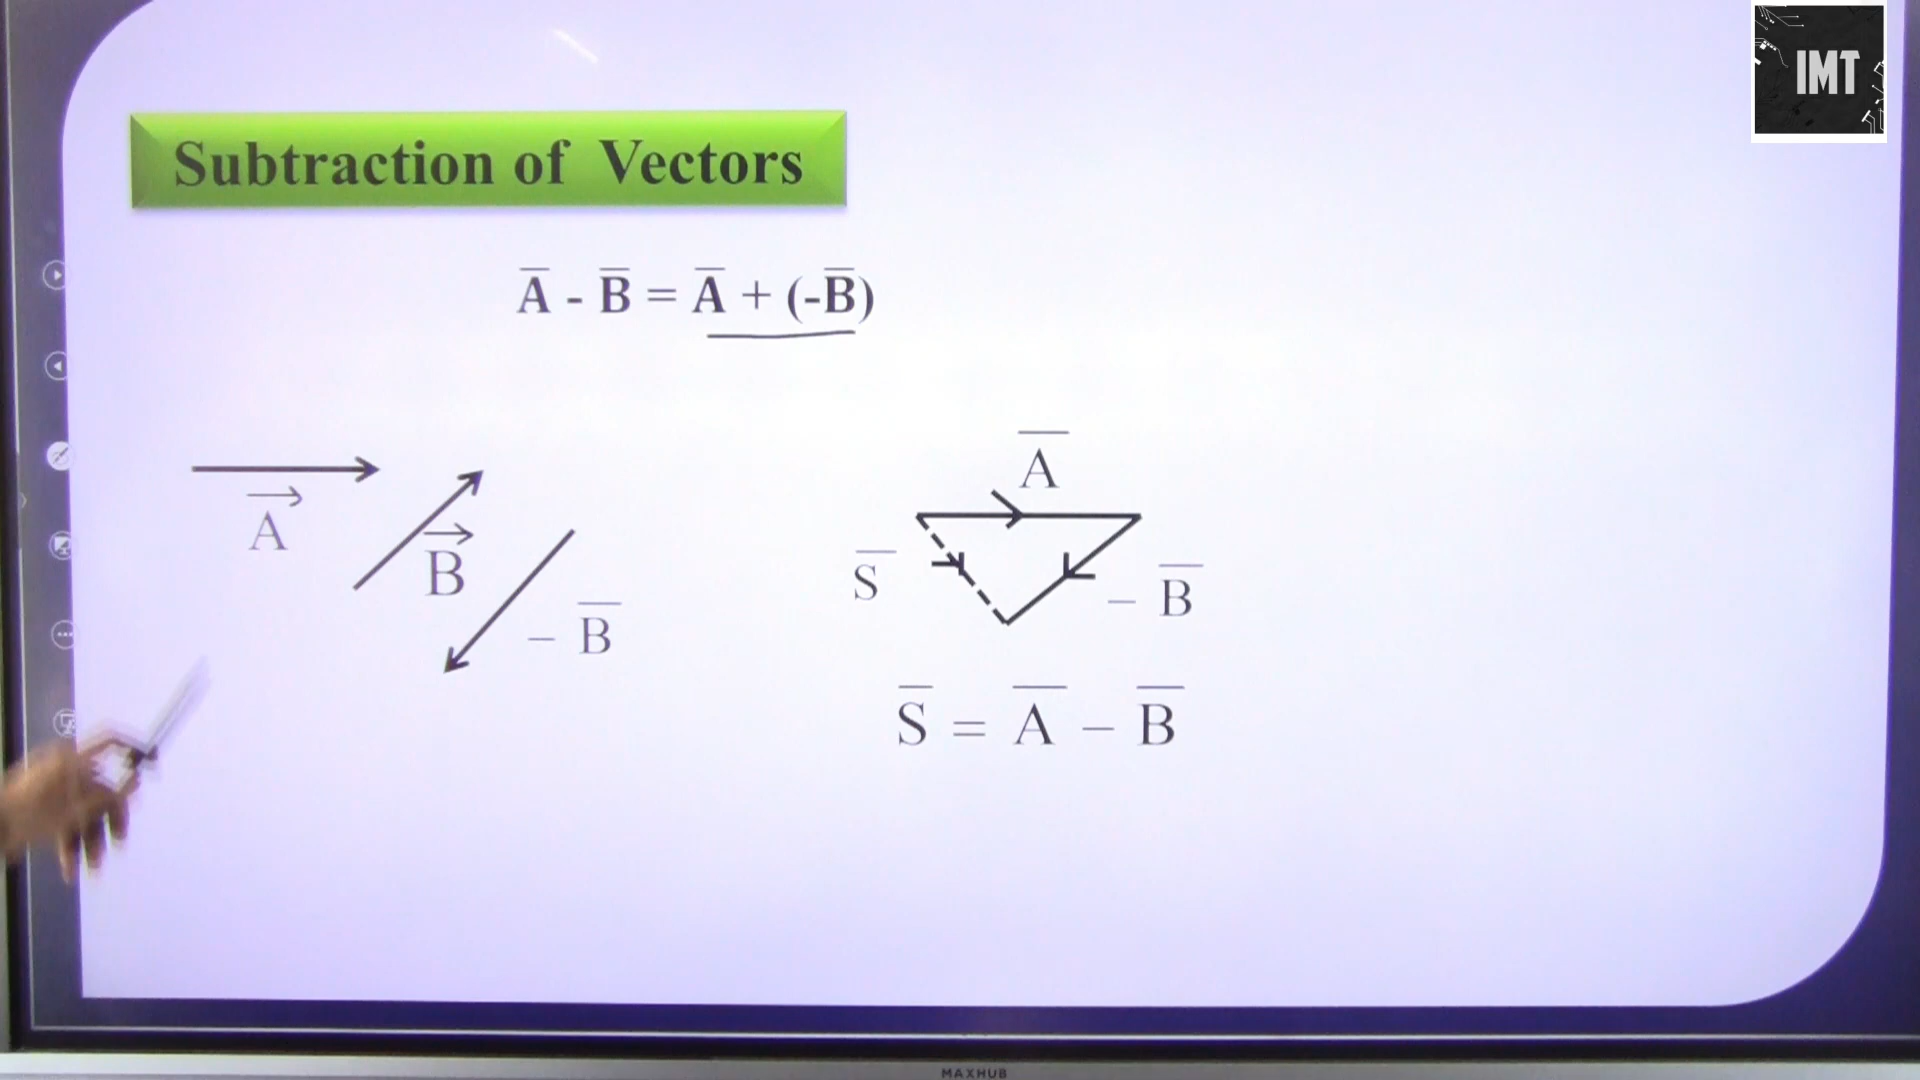 IMT
Subtraction of Vectors
A̅ - B̅ = A̅ + (-B̅)
A⃗
B⃗
– B̅
A̅
S̅
– B̅
S̅ = A̅ – B̅
MAXHUB